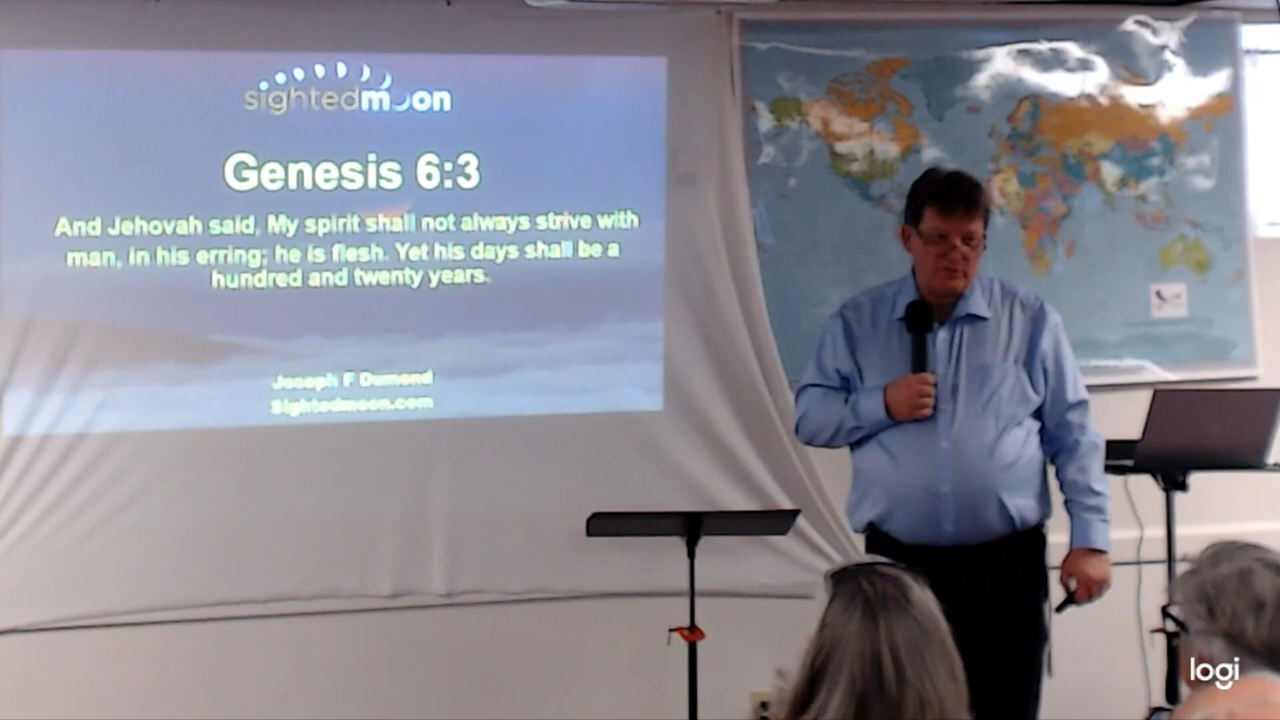 sightedmoon
Genesis 6:3
And Jehovah said, My spirit shall not always strive with
man, in his erring; he is flesh. Yet his days shall be a
hundred and twenty years.
Joseph F Dumond
Sightedmoon.com
logi